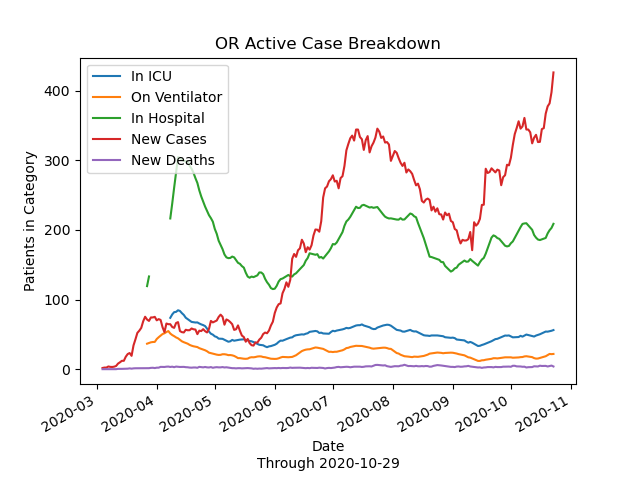 OR Active Case Breakdown
In ICU
On Ventilator
In Hospital
New Cases
New Deaths
Patients in Category
400
300
200
100
0
2020-03
2020-04
2020-05
2020-06
2020-07
2020-08
2020-09
2020-10
2020-11
Date
Through 2020-10-29